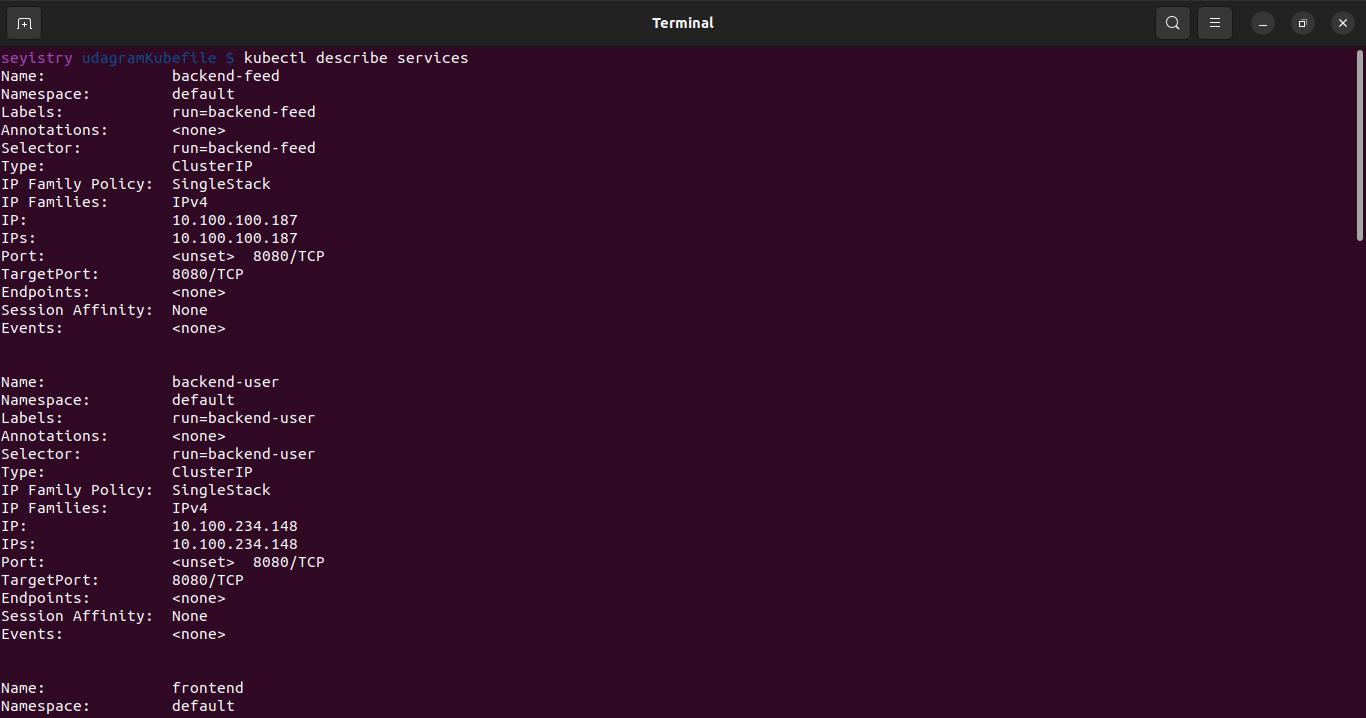 Terminal
seyistry udagramKubefile $ kubectl describe services
Name:              backend-feed
Namespace:         default
Labels:            run=backend-feed
Annotations:       <none>
Selector:          run=backend-feed
Type:              ClusterIP
IP Family Policy:  SingleStack
IP Families:       IPv4
IP:                10.100.100.187
IPs:               10.100.100.187
Port:              <unset>  8080/TCP
TargetPort:        8080/TCP
Endpoints:         <none>
Session Affinity:  None
Events:            <none>
Name:              backend-user
Namespace:         default
Labels:            run=backend-user
Annotations:       <none>
Selector:          run=backend-user
Type:              ClusterIP
IP Family Policy:  SingleStack
IP Families:       IPv4
IP:                10.100.234.148
IPs:               10.100.234.148
Port:              <unset>  8080/TCP
TargetPort:        8080/TCP
Endpoints:         <none>
Session Affinity:  None
Events:            <none>
Name:              frontend
Namespace:         default